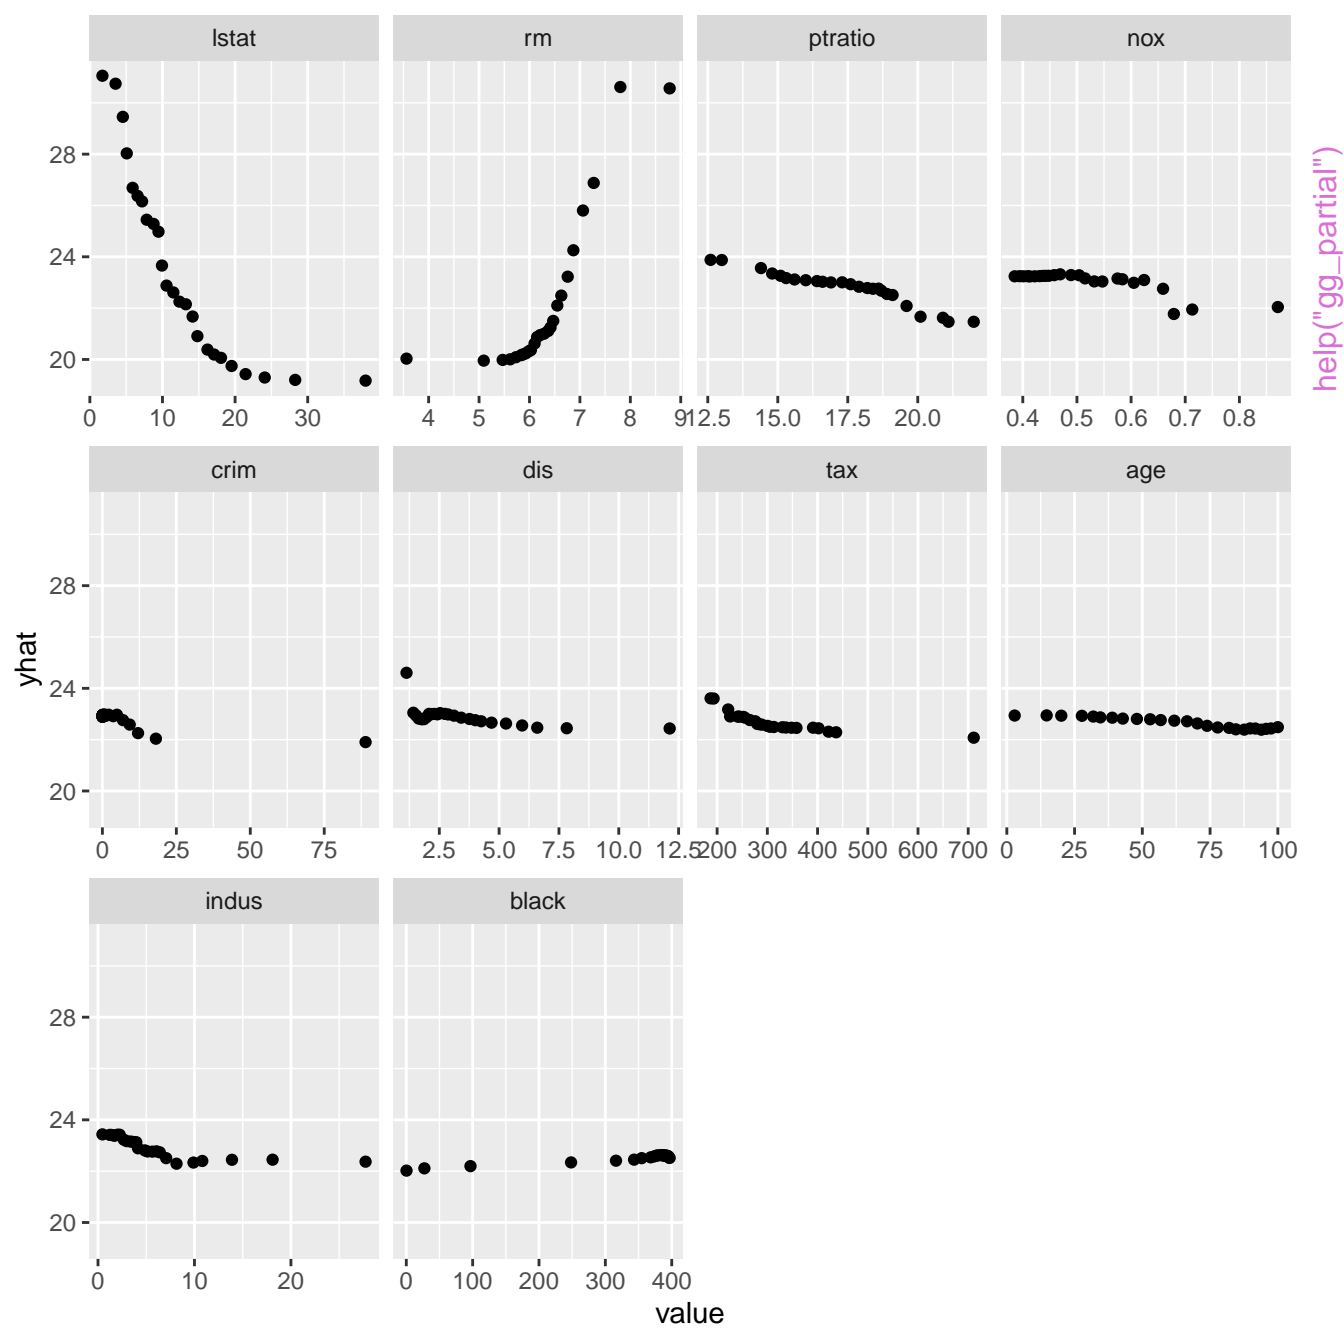 lstat rm ptratio nox
28
24
20
0 10 20 30 4 5 6 7 8 9 12.5 15.0 17.5 20.0 0.4 0.5 0.6 0.7 0.8
crim dis tax age
28
24
20
0 25 50 75 2.5 5.0 7.5 10.0 12.5 200 300 400 500 600 700 0 25 50 75 100
indus black
28
24
20
0 10 20 0 100 200 300 400
value
yhat
help("gg_partial")